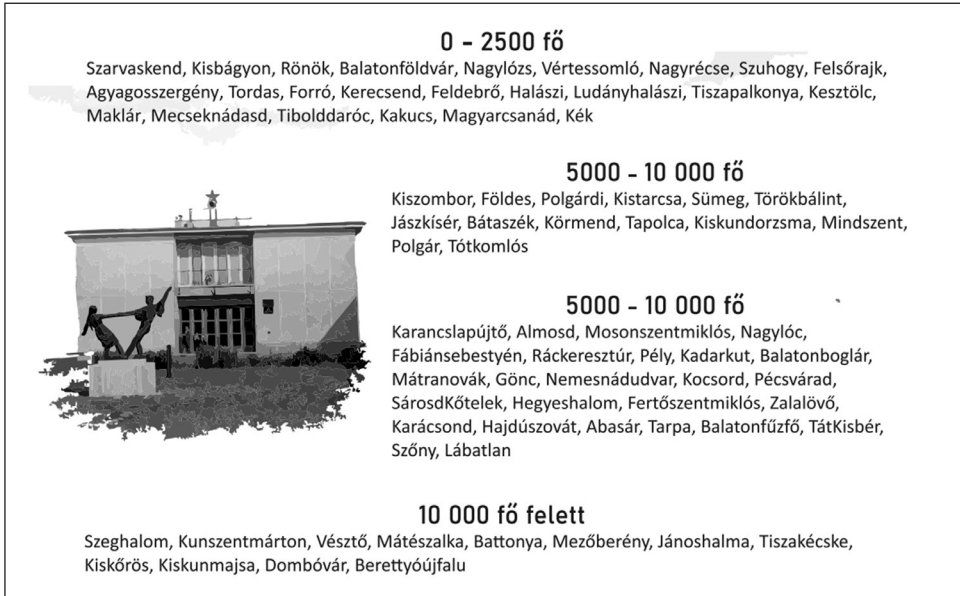 0 - 2500 fő
Szarvaskend, Kisbágyon, Rönök, Balatonföldvár, Nagylózs, Vértessomló, Nagyrécse, Szuhogy, Felsőrajk,
Agyagosszergény, Tordas, Forró, Kerecsend, Feldebrő, Halászi, Ludányhalászi, Tiszapalkonya, Kesztölc,
Maklár, Mecseknádasd, Tibolddaróc, Kakucs, Magyarcsanád, Kék
5000 - 10 000 fő
Kiszombor, Földes, Polgárdi, Kistarcsa, Sümeg, Törökbálint,
Jászkísér, Bátaszék, Körmend, Tapolca, Kiskundorzsma, Mindszent,
Polgár, Tótkomlós
5000 - 10 000 fő
Karancslapújtő, Almosd, Mosonszentmiklós, Nagylóc,
Fábiánsebestyén, Ráckeresztúr, Pély, Kadarkut, Balatonboglár,
Mátranovák, Gönc, Nemesnádudvar, Kocsord, Pécsvárad,
SárosdKőtelek, Hegyeshalom, Fertőszentmiklós, Zalalövő,
Karácsond, Hajdúszovát, Abasár, Tarpa, Balatonfűzfő, TátKisbér,
Szőny, Lábatlan
10 000 fő felett
Szeghalom, Kunszentmárton, Vésztő, Mátészalka, Battonya, Mezőberény, Jánoshalma, Tiszakécske,
Kiskőrös, Kiskunmajsa, Dombóvár, Berettyóújfalu